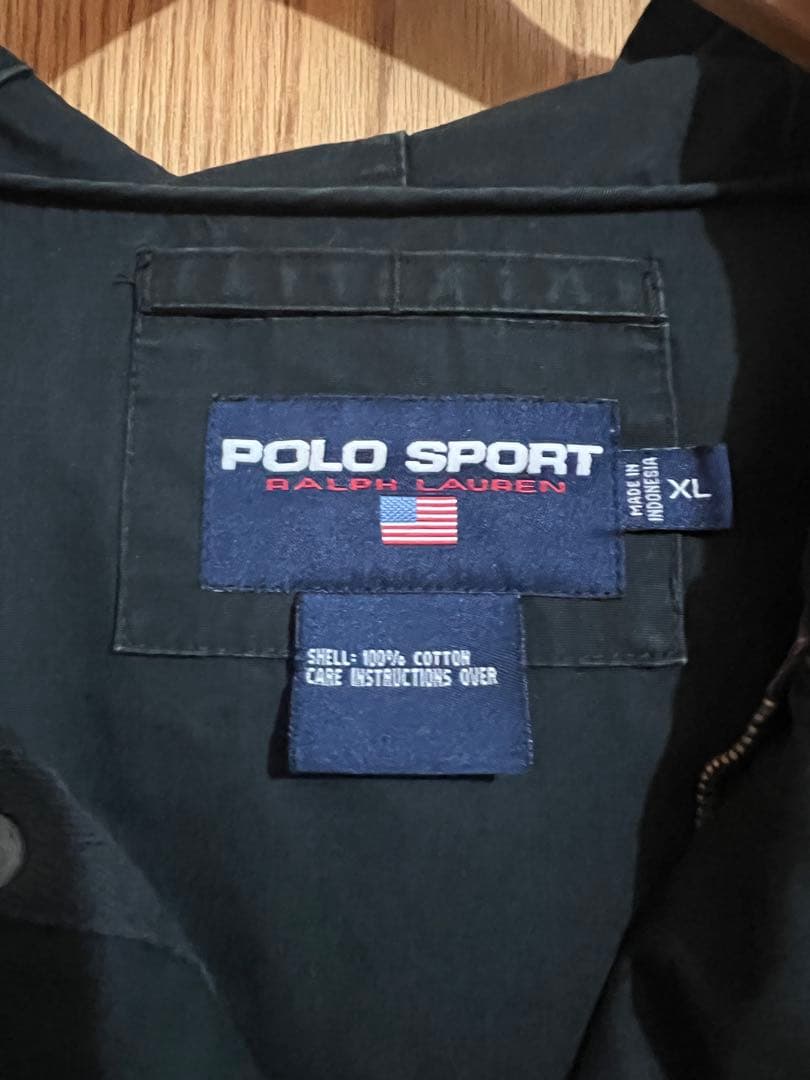 POLO SPORT
RALPH LAUREN
MADE IN
INDONESIA
XL
SHELL: 100% COTTON
CARE INSTRUCTIONS OVER